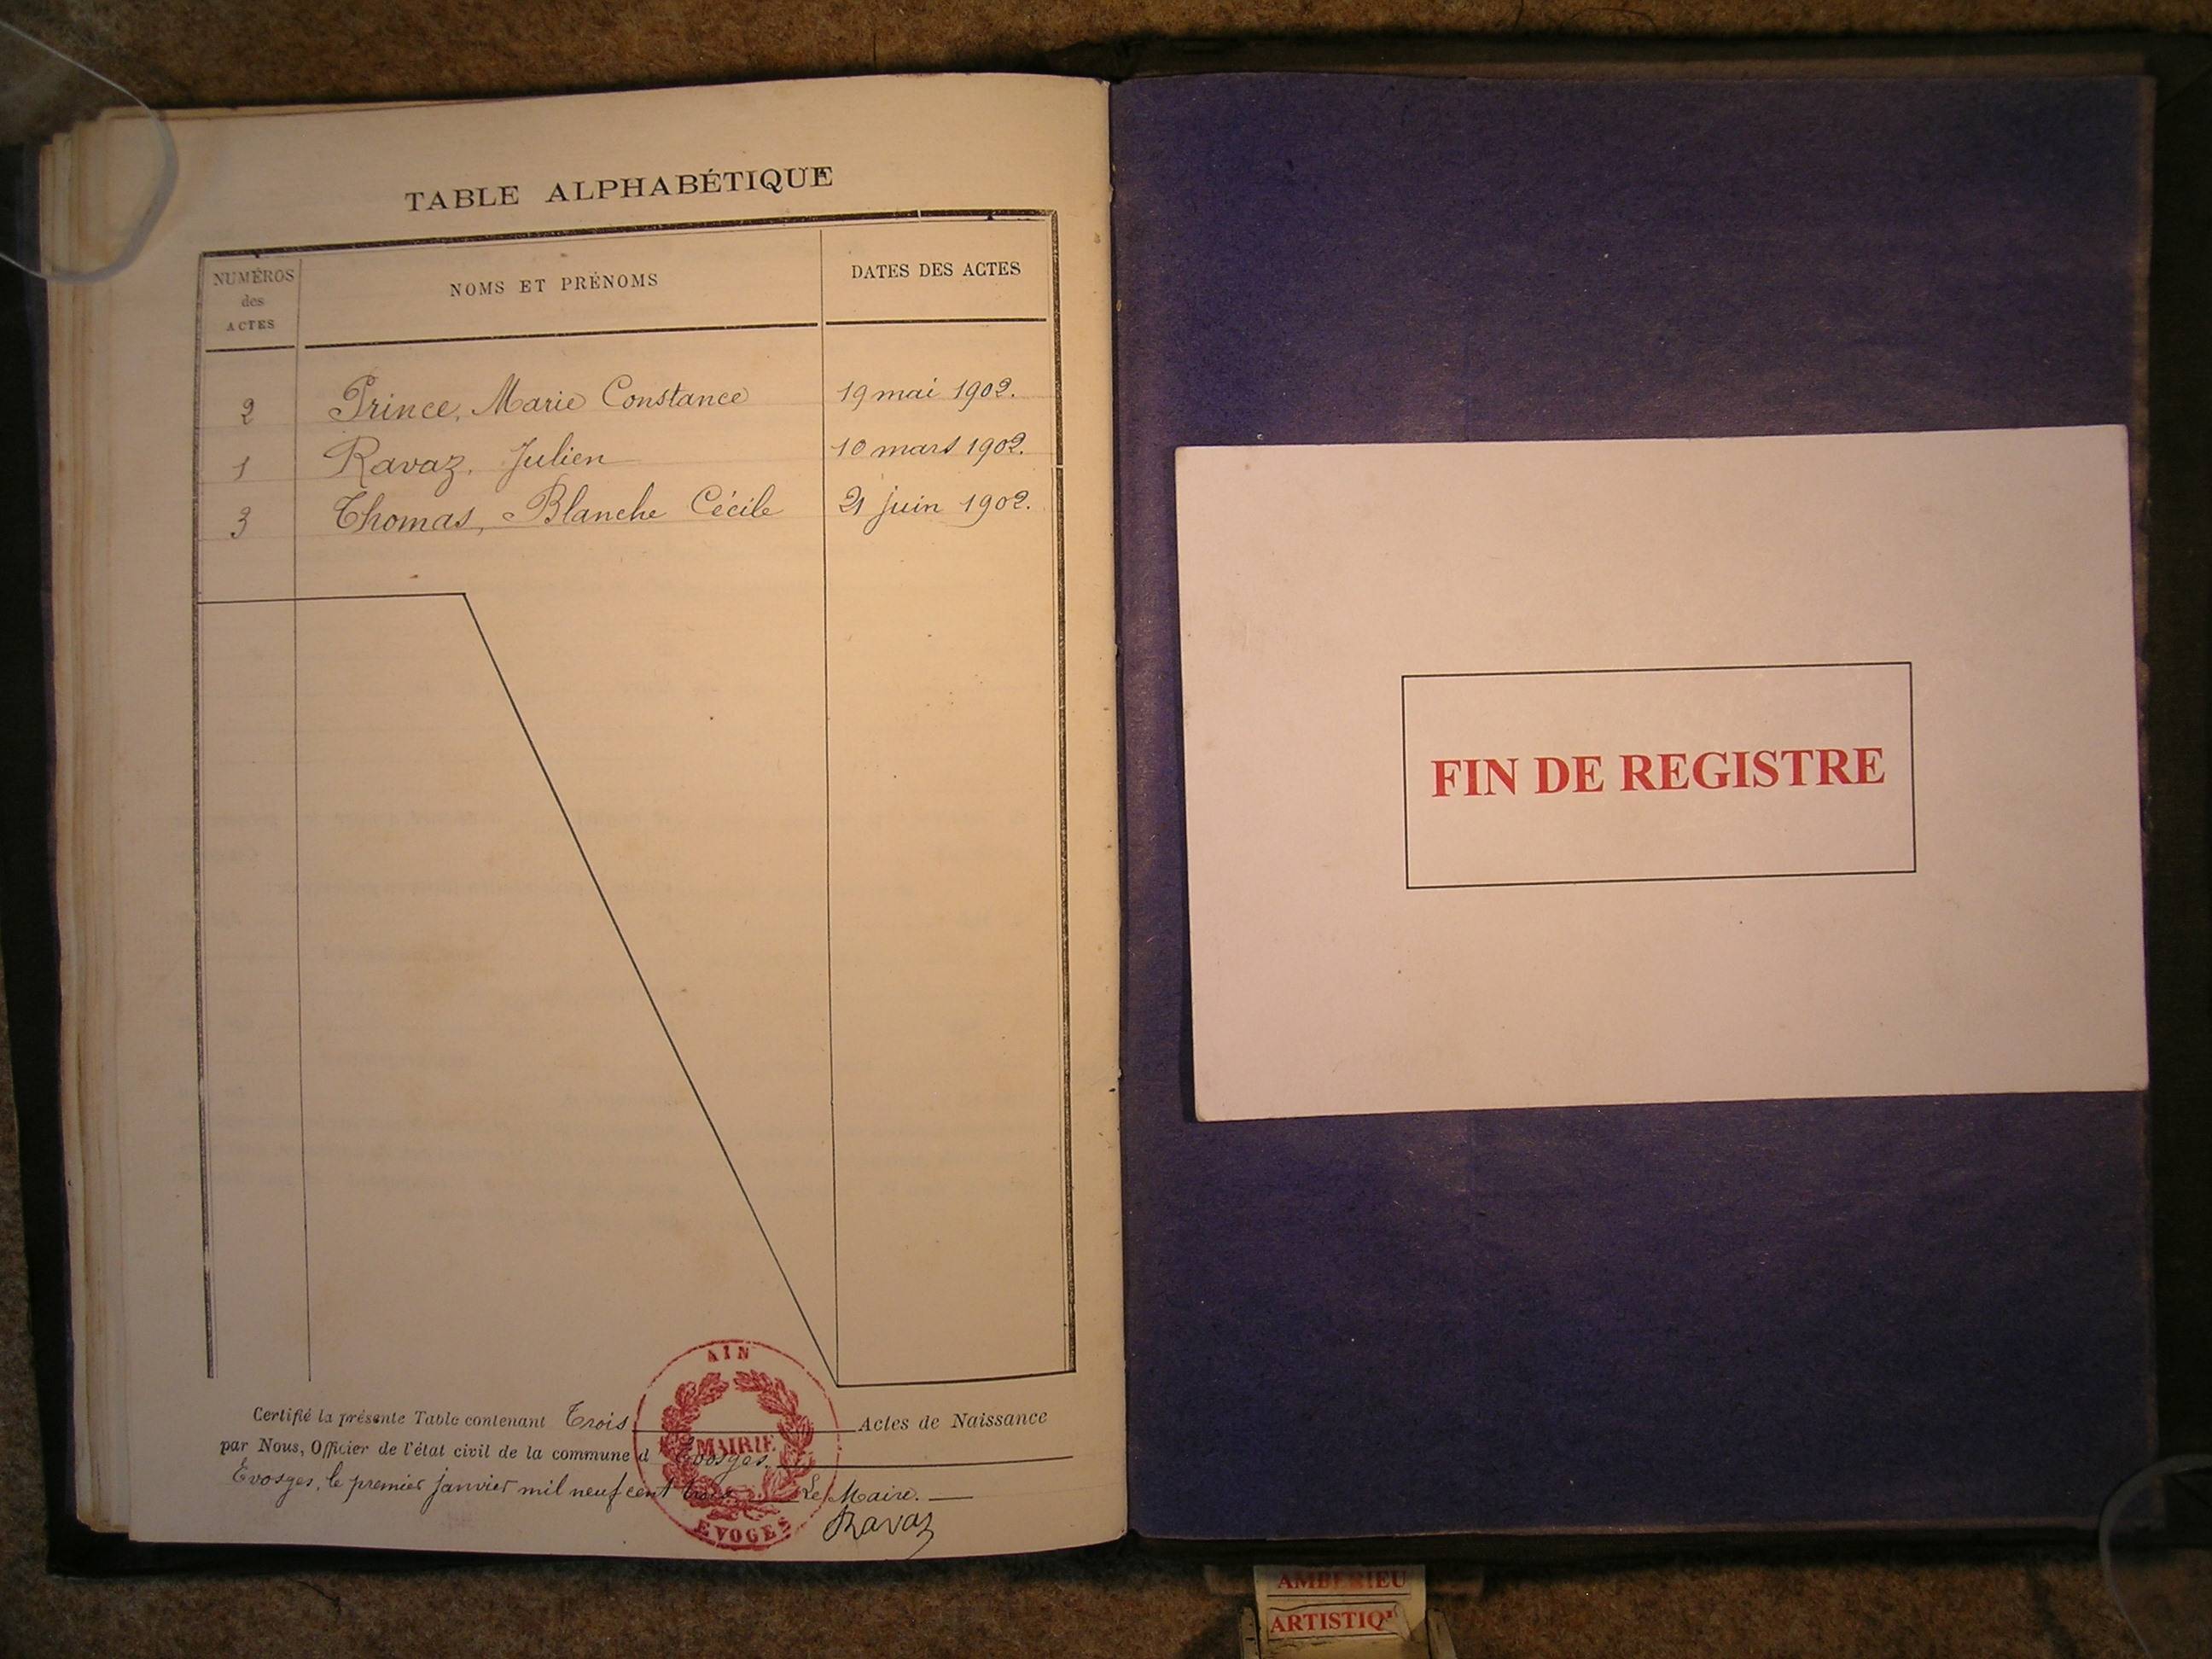 TABLE ALPHABÉTIQUE
NUMÉROS des ACTES
NOMS ET PRÉNOMS
DATES DES ACTES
2 Prince, Marie Constance 19 mai 1902.
1 Ravaz, Julien 10 mars 1902.
3 Thomas, Blanche Cécile 21 juin 1902.
Certifié la présente Table contenant Trois Actes de Naissance
par Nous, Officier de l'état civil de la commune d'Evosges.
Évosges, le premier janvier mil neuf cent trois Le Maire.
Ravaz
AIN
MAIRIE
EVOGES
FIN DE REGISTRE
AMBERIEU
ARTISTIQ